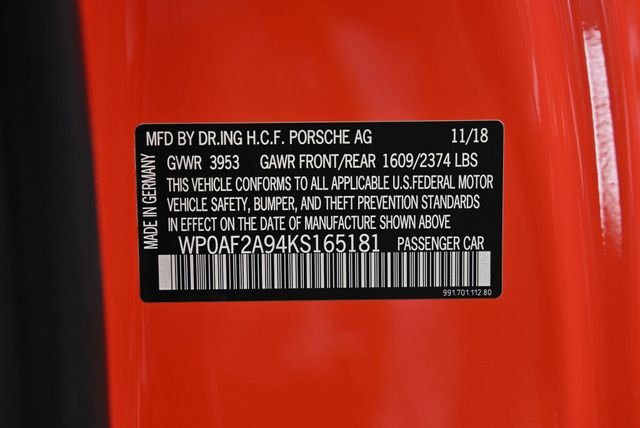 MFD BY DR.ING H.C.F. PORSCHE AG 11/18
GVWR 3953 GAWR FRONT/REAR 1609/2374 LBS
THIS VEHICLE CONFORMS TO ALL APPLICABLE U.S.FEDERAL MOTOR
VEHICLE SAFETY, BUMPER, AND THEFT PREVENTION STANDARDS
IN EFFECT ON THE DATE OF MANUFACTURE SHOWN ABOVE
WP0AF2A94KS165181 PASSENGER CAR
991.701.112.80
MADE IN GERMANY